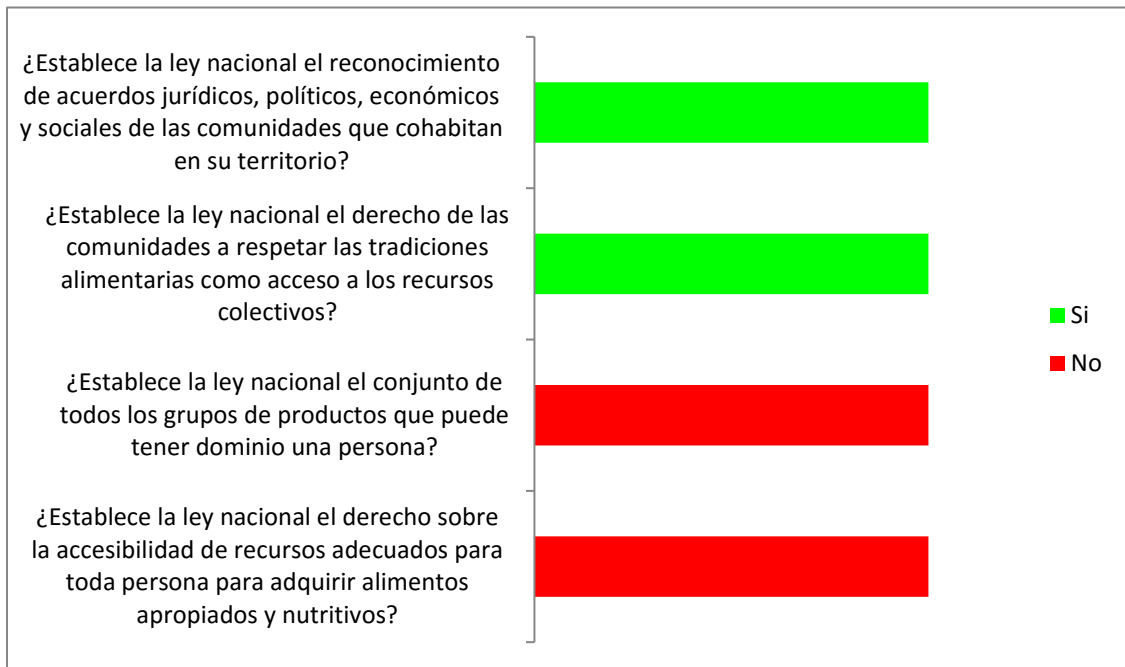 ¿Establece la ley nacional el reconocimiento
de acuerdos jurídicos, políticos, económicos
y sociales de las comunidades que cohabitan
en su territorio?
¿Establece la ley nacional el derecho de las
comunidades a respetar las tradiciones
alimentarias como acceso a los recursos
colectivos?
¿Establece la ley nacional el conjunto de
todos los grupos de productos que puede
tener dominio una persona?
¿Establece la ley nacional el derecho sobre
la accesibilidad de recursos adecuados para
toda persona para adquirir alimentos
apropiados y nutritivos?
Si
No